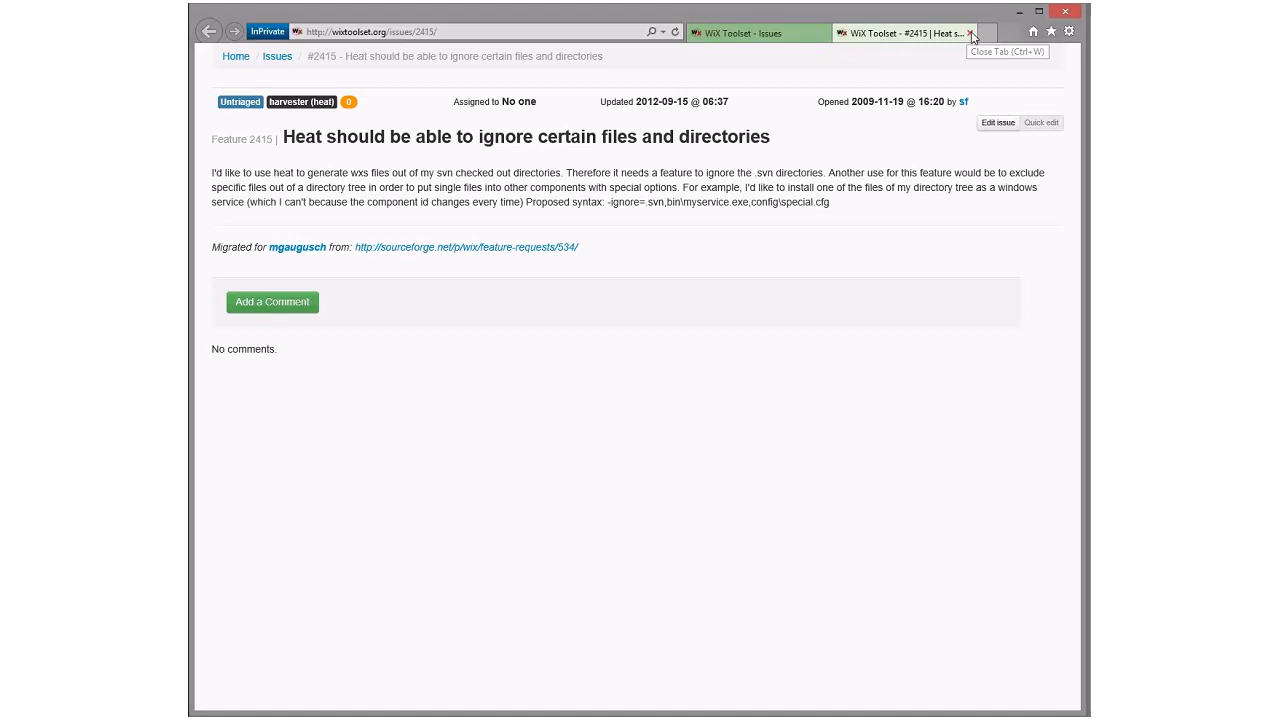 InPrivate http://wixtoolset.org/issues/2415/ WiX Toolset - Issues WiX Toolset - #2415 | Heat s...
Close Tab (Ctrl+W)
Home / Issues / #2415 - Heat should be able to ignore certain files and directories
Untriaged harvester (heat) 0 Assigned to No one Updated 2012-09-15 @ 06:37 Opened 2009-11-19 @ 16:20 by sf
Edit issue Quick edit
Feature 2415 | Heat should be able to ignore certain files and directories
I'd like to use heat to generate wxs files out of my svn checked out directories. Therefore it needs a feature to ignore the .svn directories. Another use for this feature would be to exclude
specific files out of a directory tree in order to put single files into other components with special options. For example, I'd like to install one of the files of my directory tree as a windows
service (which I can't because the component id changes every time) Proposed syntax: -ignore=.svn,bin\myservice.exe,config\special.cfg
Migrated for mgaugusch from: http://sourceforge.net/p/wix/feature-requests/534/
Add a Comment
No comments.